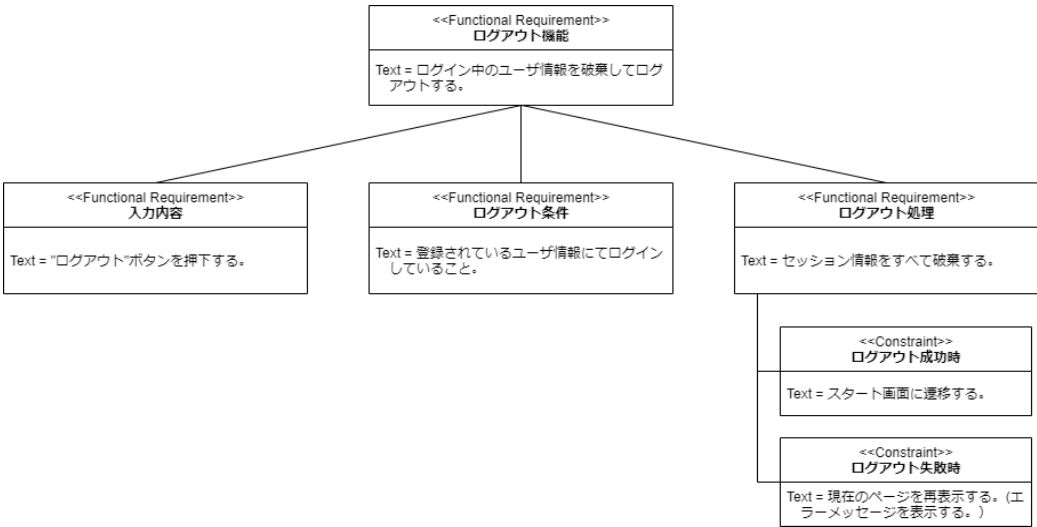 <<Functional Requirement>>
ログアウト機能
Text = ログイン中のユーザ情報を破棄してログ
アウトする。
<<Functional Requirement>>
入力内容
Text = "ログアウト"ボタンを押下する。
<<Functional Requirement>>
ログアウト条件
Text = 登録されているユーザ情報にてログイン
していること。
<<Functional Requirement>>
ログアウト処理
Text = セッション情報をすべて破棄する。
<<Constraint>>
ログアウト成功時
Text = スタート画面に遷移する。
<<Constraint>>
ログアウト失敗時
Text = 現在のページを再表示する。(エ
ラーメッセージを表示する。)